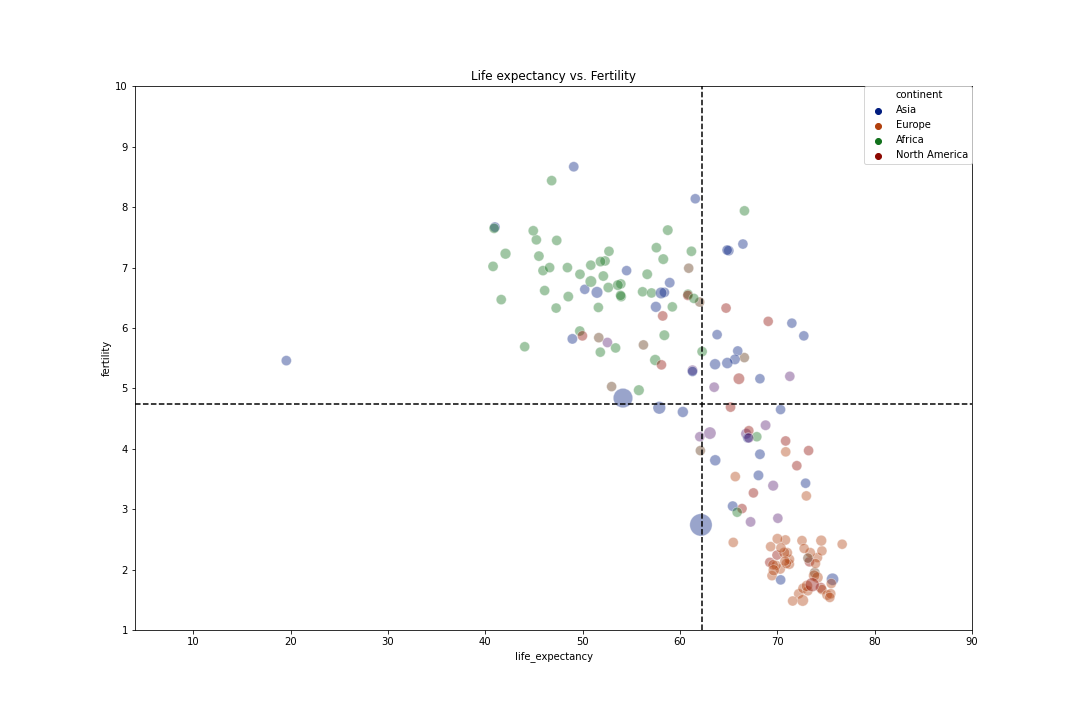 Life expectancy vs. Fertility
10
9
8
7
6
5
4
3
2
1
fertility
continent
Asia
Europe
Africa
North America
10 20 30 40 50 60 70 80 90
life_expectancy